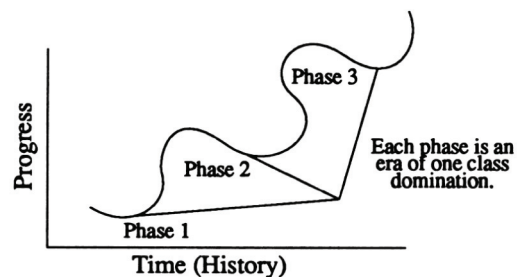 Phase 3
Each phase is an
era of one class
domination.
Phase 2
Phase 1
Progress
Time (History)